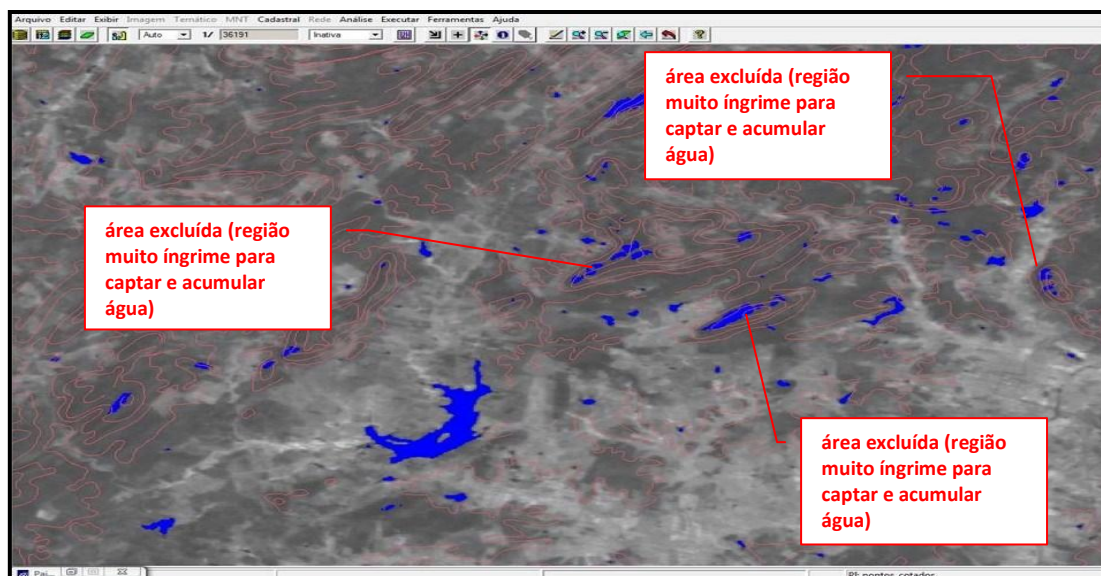 Arquivo Editar Exibir Imagem Temático MNT Cadastral Rede Análise Executar Ferramentas Ajuda
Auto 1/ 36191 Inativa
área excluída (região
muito íngrime para
captar e acumular
água)
área excluída (região
muito íngrime para
captar e acumular
água)
área excluída (região
muito íngrime para
captar e acumular
água)
Pai...
PI: pontos_cotados